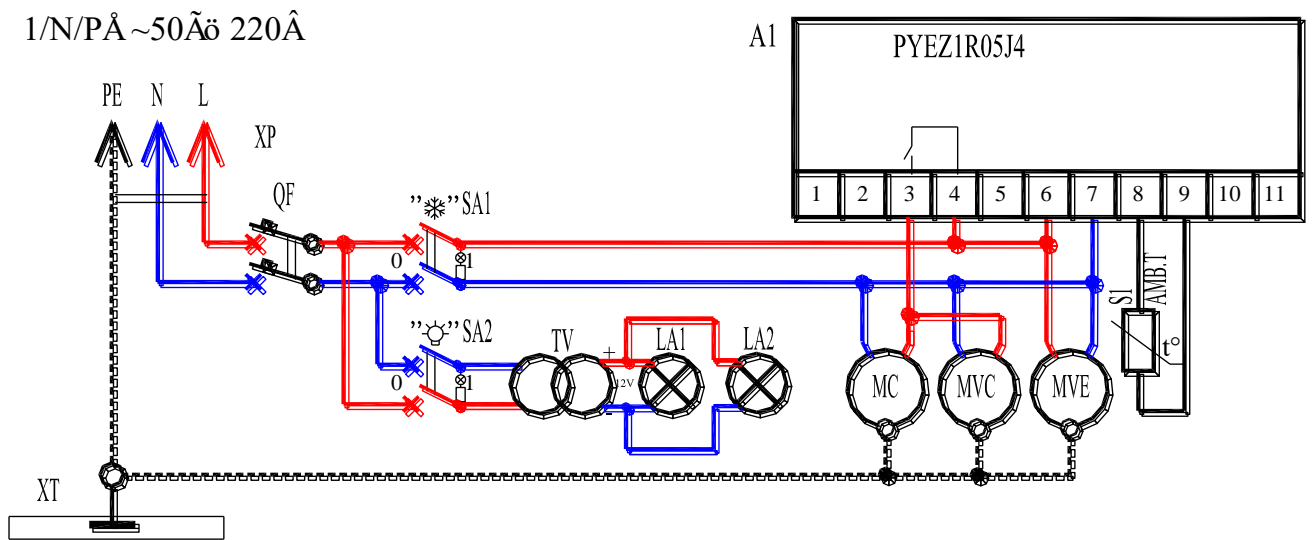 1/N/PÅ ~50Ãö 220Â
A1
PYEZ1R05J4
PE N L
XP
QF
"❄" SA1
1 2 3 4 5 6 7 8 9 10 11
0 1
"💡" SA2
0 1
TV
+
12V
-
LA1
LA2
MC
MVC
MVE
S1
AMB.T
t°
XT